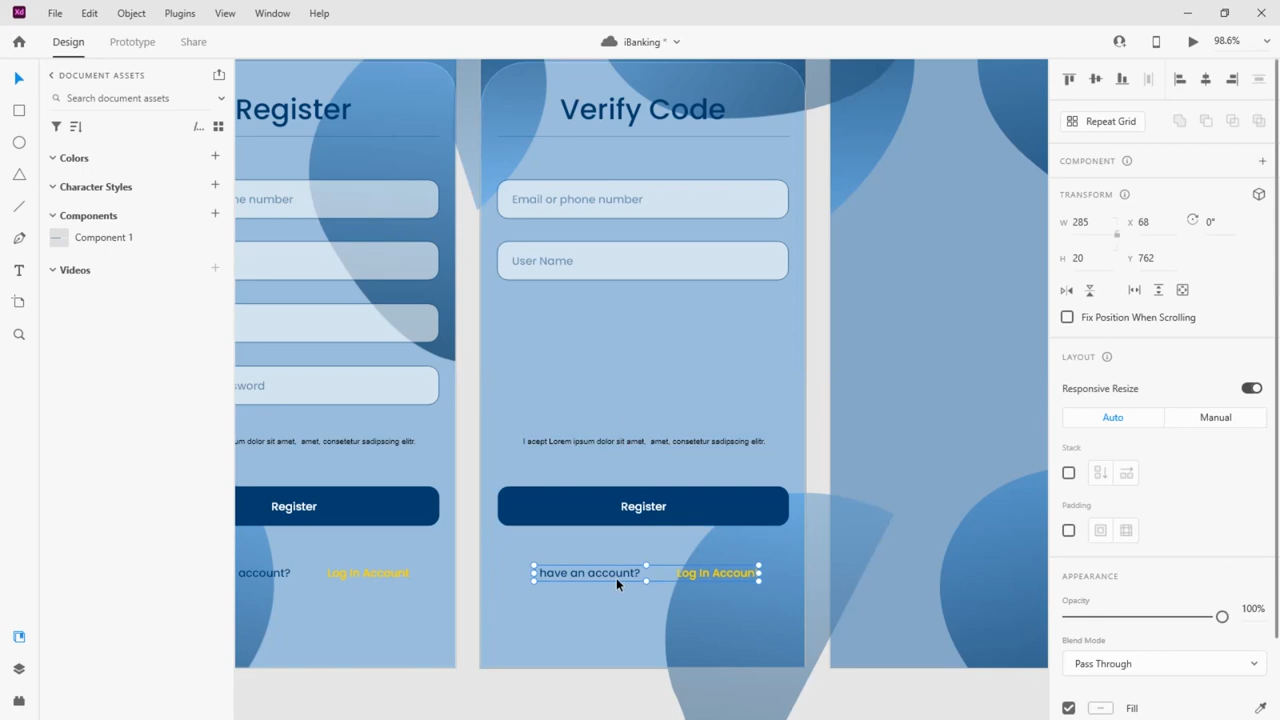 Xd File Edit Object Plugins View Window Help
Design Prototype Share iBanking * 98.6%
DOCUMENT ASSETS
Search document assets
Colors
Character Styles
Components
Component 1
Videos
Register
ne number
sword
um dolor sit amet, amet, consetetur sadipscing elitr.
Register
account? Log In Account
Verify Code
Email or phone number
User Name
I acept Lorem ipsum dolor sit amet, amet, consetetur sadipscing elitr.
Register
have an account? Log In Account
Repeat Grid
COMPONENT
TRANSFORM
W 285 X 68 0°
H 20 Y 762
Fix Position When Scrolling
LAYOUT
Responsive Resize
Auto Manual
Stack
Padding
APPEARANCE
Opacity
100%
Blend Mode
Pass Through
Fill